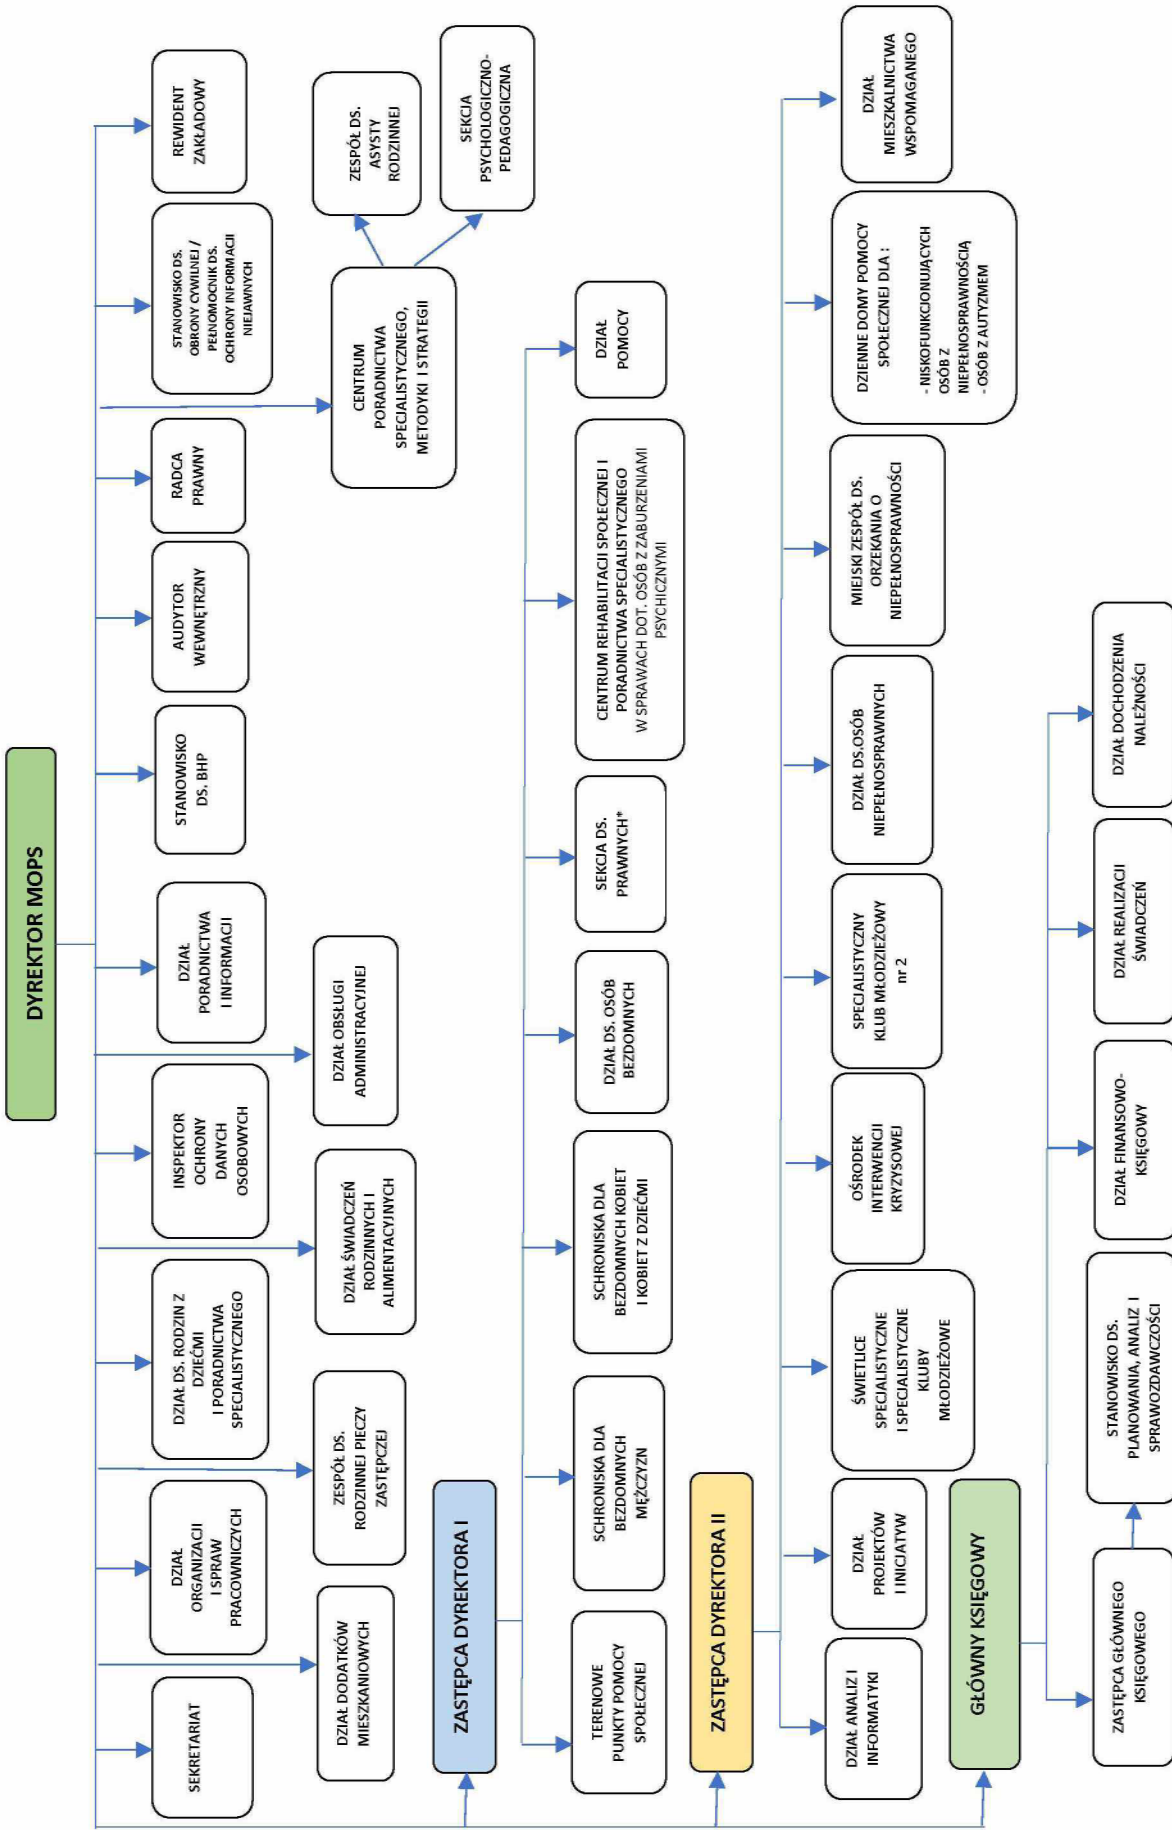 DYREKTOR MOPS
SEKRETARIAT
DZIAŁ
ORGANIZACJI
I SPRAW
PRACOWNICZYCH
DZIAŁ DS. RODZIN Z
DZIEĆMI
I PORADNICTWA
SPECJALISTYCZNEGO
INSPEKTOR
OCHRONY
DANYCH
OSOBOWYCH
DZIAŁ
PORADNICTWA
I INFORMACJI
STANOWISKO
DS. BHP
AUDYTOR
WEWNĘTRZNY
RADCA
PRAWNY
STANOWISKO DS.
OBRONY CYWILNEJ /
PEŁNOMOCNIK DS.
OCHRONY INFORMACJI
NIEJAWNYCH
REWIDENT
ZAKŁADOWY
DZIAŁ DODATKÓW
MIESZKANIOWYCH
ZESPÓŁ DS.
RODZINNEJ PIECZY
ZASTĘPCZEJ
DZIAŁ ŚWIADCZEŃ
RODZINNYCH I
ALIMENTACYJNYCH
DZIAŁ OBSŁUGI
ADMINISTRACYJNEJ
CENTRUM
PORADNICTWA
SPECJALISTYCZNEGO,
METODYKI I STRATEGII
ZESPÓŁ DS.
ASYSTY
RODZINNEJ
SEKCJA
PSYCHOLOGICZNO-
PEDAGOGICZNA
ZASTĘPCA DYREKTORA I
TERENOWE
PUNKTY POMOCY
SPOŁECZNEJ
SCHRONISKA DLA
BEZDOMNYCH
MĘŻCZYZN
SCHRONISKA DLA
BEZDOMNYCH KOBIET
I KOBIET Z DZIEĆMI
DZIAŁ DS. OSÓB
BEZDOMNYCH
SEKCJA DS.
PRAWNYCH*
CENTRUM REHABILITACJI SPOŁECZNEJ I
PORADNICTWA SPECJALISTYCZNEGO
W SPRAWACH DOT. OSÓB Z ZABURZENIAMI
PSYCHICZNYMI
DZIAŁ
POMOCY
ZASTĘPCA DYREKTORA II
DZIAŁ ANALIZ I
INFORMATYKI
DZIAŁ
PROJEKTÓW
I INICJATYW
ŚWIETLICE
SPECJALISTYCZNE
I SPECJALISTYCZNE
KLUBY
MŁODZIEŻOWE
OŚRODEK
INTERWENCJI
KRYZYSOWEJ
SPECJALISTYCZNY
KLUB MŁODZIEŻOWY
nr 2
DZIAŁ DS.OSÓB
NIEPEŁNOSPRAWNYCH
MIEJSKI ZESPÓŁ DS.
ORZEKANIA O
NIEPEŁNOSPRAWNOŚCI
DZIENNE DOMY POMOCY
SPOŁECZNEJ DLA :
- NISKOFUNKCJONUJĄCYCH
OSÓB Z
NIEPEŁNOSPRAWNOŚCIĄ
- OSÓB Z AUTYZMEM
DZIAŁ
MIESZKALNICTWA
WSPOMAGANEGO
GŁÓWNY KSIĘGOWY
ZASTĘPCA GŁÓWNEGO
KSIĘGOWEGO
STANOWISKO DS.
PLANOWANIA, ANALIZ I
SPRAWOZDAWCZOŚCI
DZIAŁ FINANSOWO-
KSIĘGOWY
DZIAŁ REALIZACJI
ŚWIADCZEŃ
DZIAŁ DOCHODZENIA
NALEŻNOŚCI